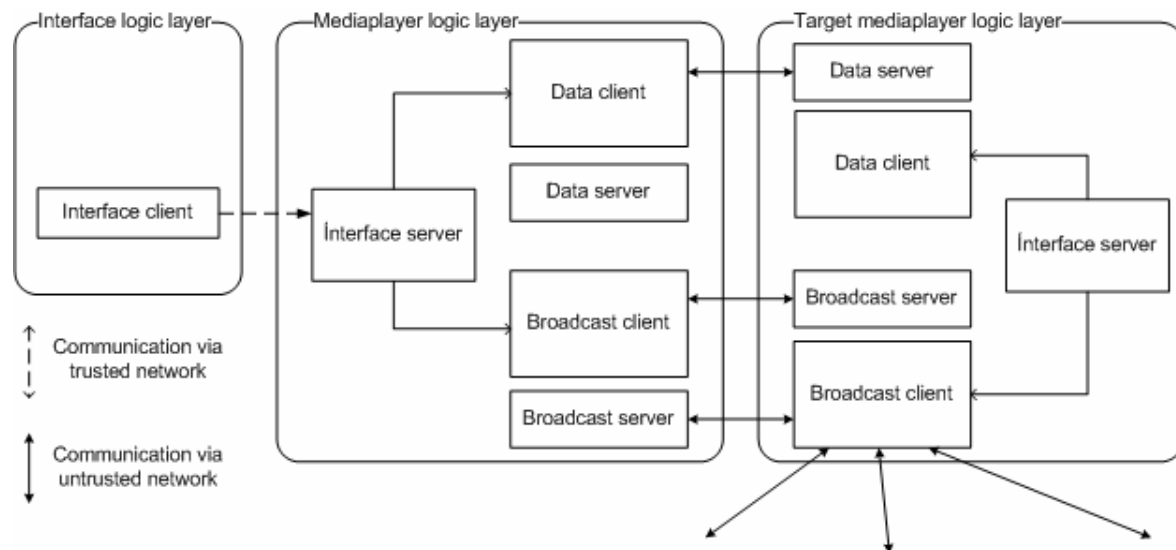 Interface logic layer
Mediaplayer logic layer
Target mediaplayer logic layer
Interface client
Data client
Data server
İnterface server
Broadcast client
Broadcast server
Data server
Data client
İnterface server
Broadcast server
Broadcast client
Communication via
trusted network
Communication via
untrusted network